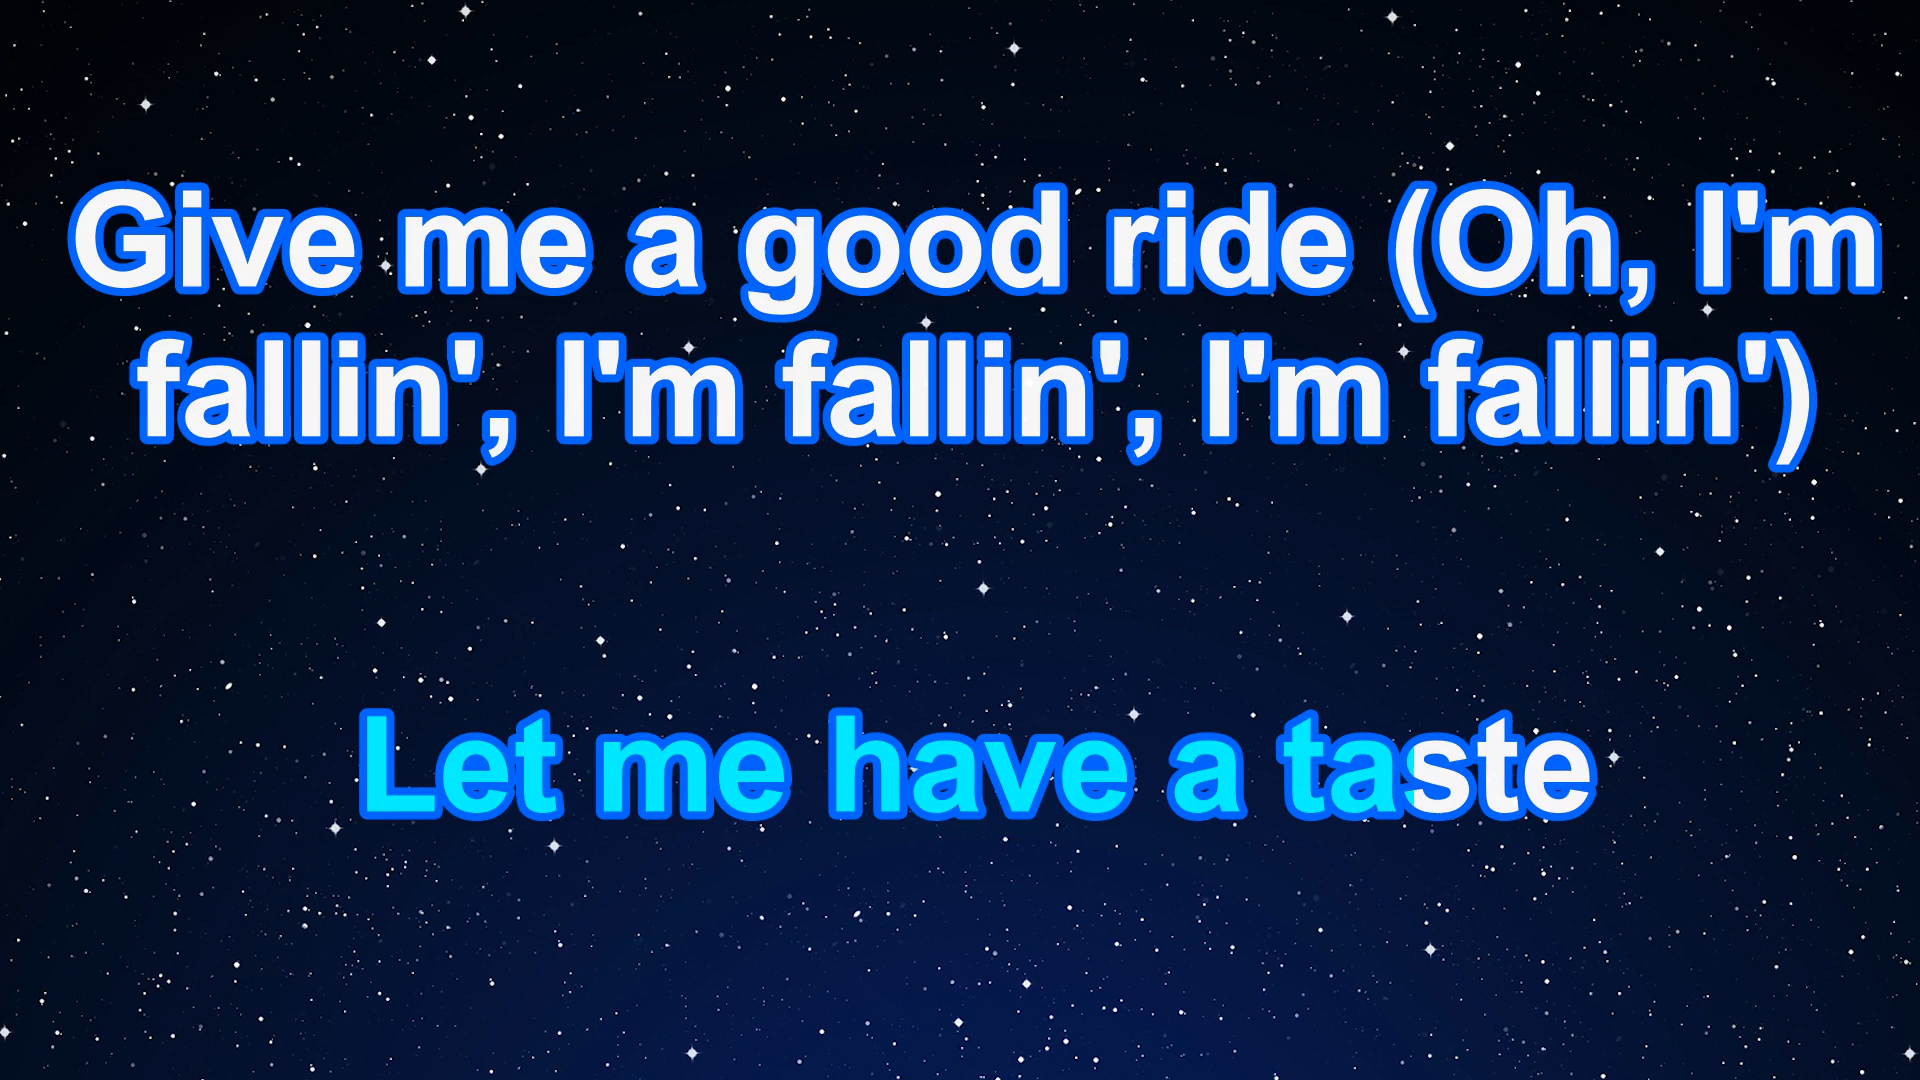 Give me a good ride (Oh, I'm
fallin', I'm fallin', I'm fallin')
Let me have a taste